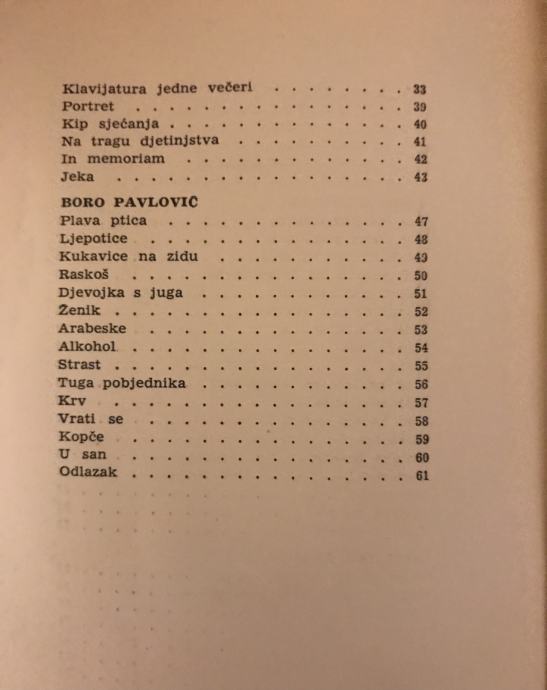 Klavijatura jedne večeri . . . . . . . . 33
Portret . . . . . . . . . . . . . . . 39
Kip sjećanja . . . . . . . . . . . . . 40
Na tragu djetinjstva . . . . . . . . . . 41
In memoriam . . . . . . . . . . . . 42
Jeka . . . . . . . . . . . . . . . . 43
BORO PAVLOVIĆ
Plava ptica . . . . . . . . . . . . . 47
Ljepotice . . . . . . . . . . . . . . 48
Kukavice na zidu . . . . . . . . . . . 49
Raskoš . . . . . . . . . . . . . . . 50
Djevojka s juga . . . . . . . . . . . 51
Ženik . . . . . . . . . . . . . . . . 52
Arabeske . . . . . . . . . . . . . . 53
Alkohol . . . . . . . . . . . . . . . 54
Strast . . . . . . . . . . . . . . . . 55
Tuga pobjednika . . . . . . . . . . . 56
Krv . . . . . . . . . . . . . . . . 57
Vrati se . . . . . . . . . . . . . . 58
Kopče . . . . . . . . . . . . . . . 59
U san . . . . . . . . . . . . . . . 60
Odlazak . . . . . . . . . . . . . . . 61